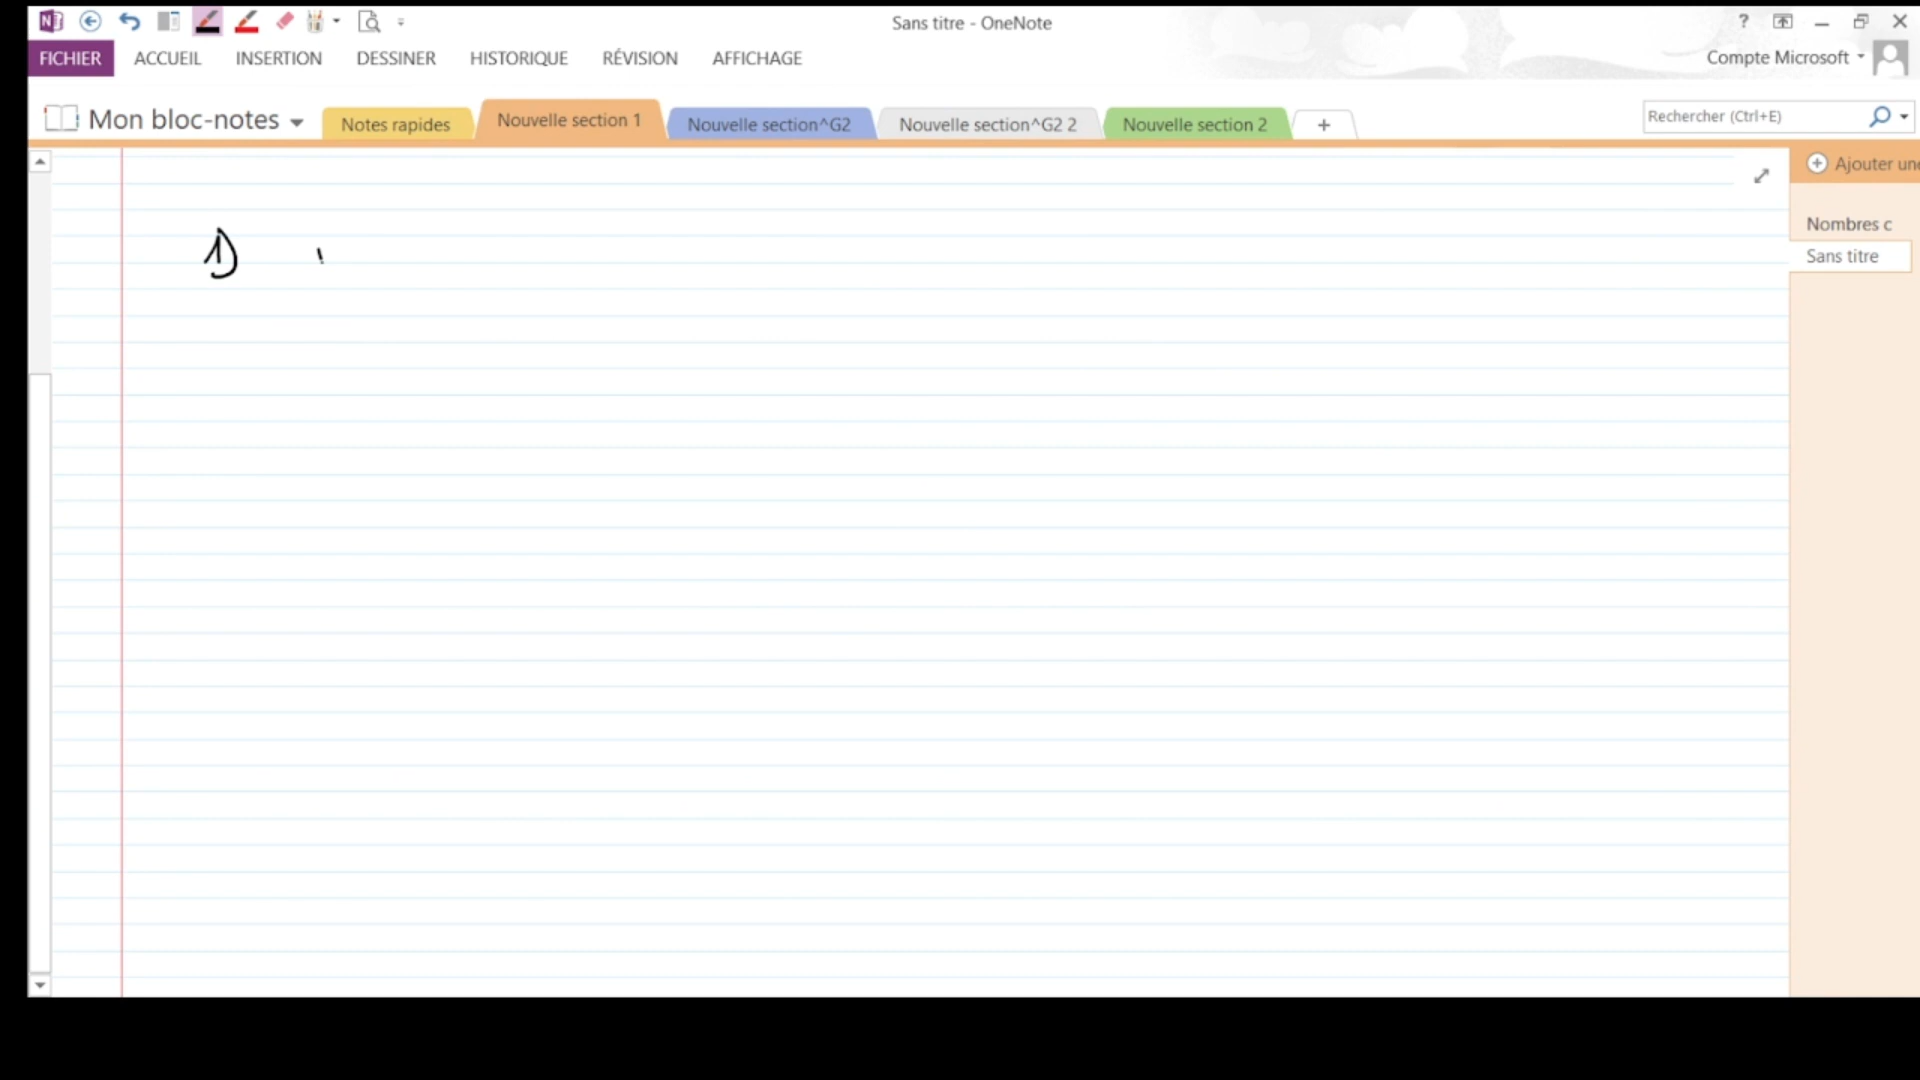 Sans titre - OneNote
?
FICHIER ACCUEIL INSERTION DESSINER HISTORIQUE RÉVISION AFFICHAGE
Compte Microsoft
Mon bloc-notes
Notes rapides
Nouvelle section 1
Nouvelle section^G2
Nouvelle section^G2 2
Nouvelle section 2
+
Rechercher (Ctrl+E)
Ajouter une
Nombres c
Sans titre
1)